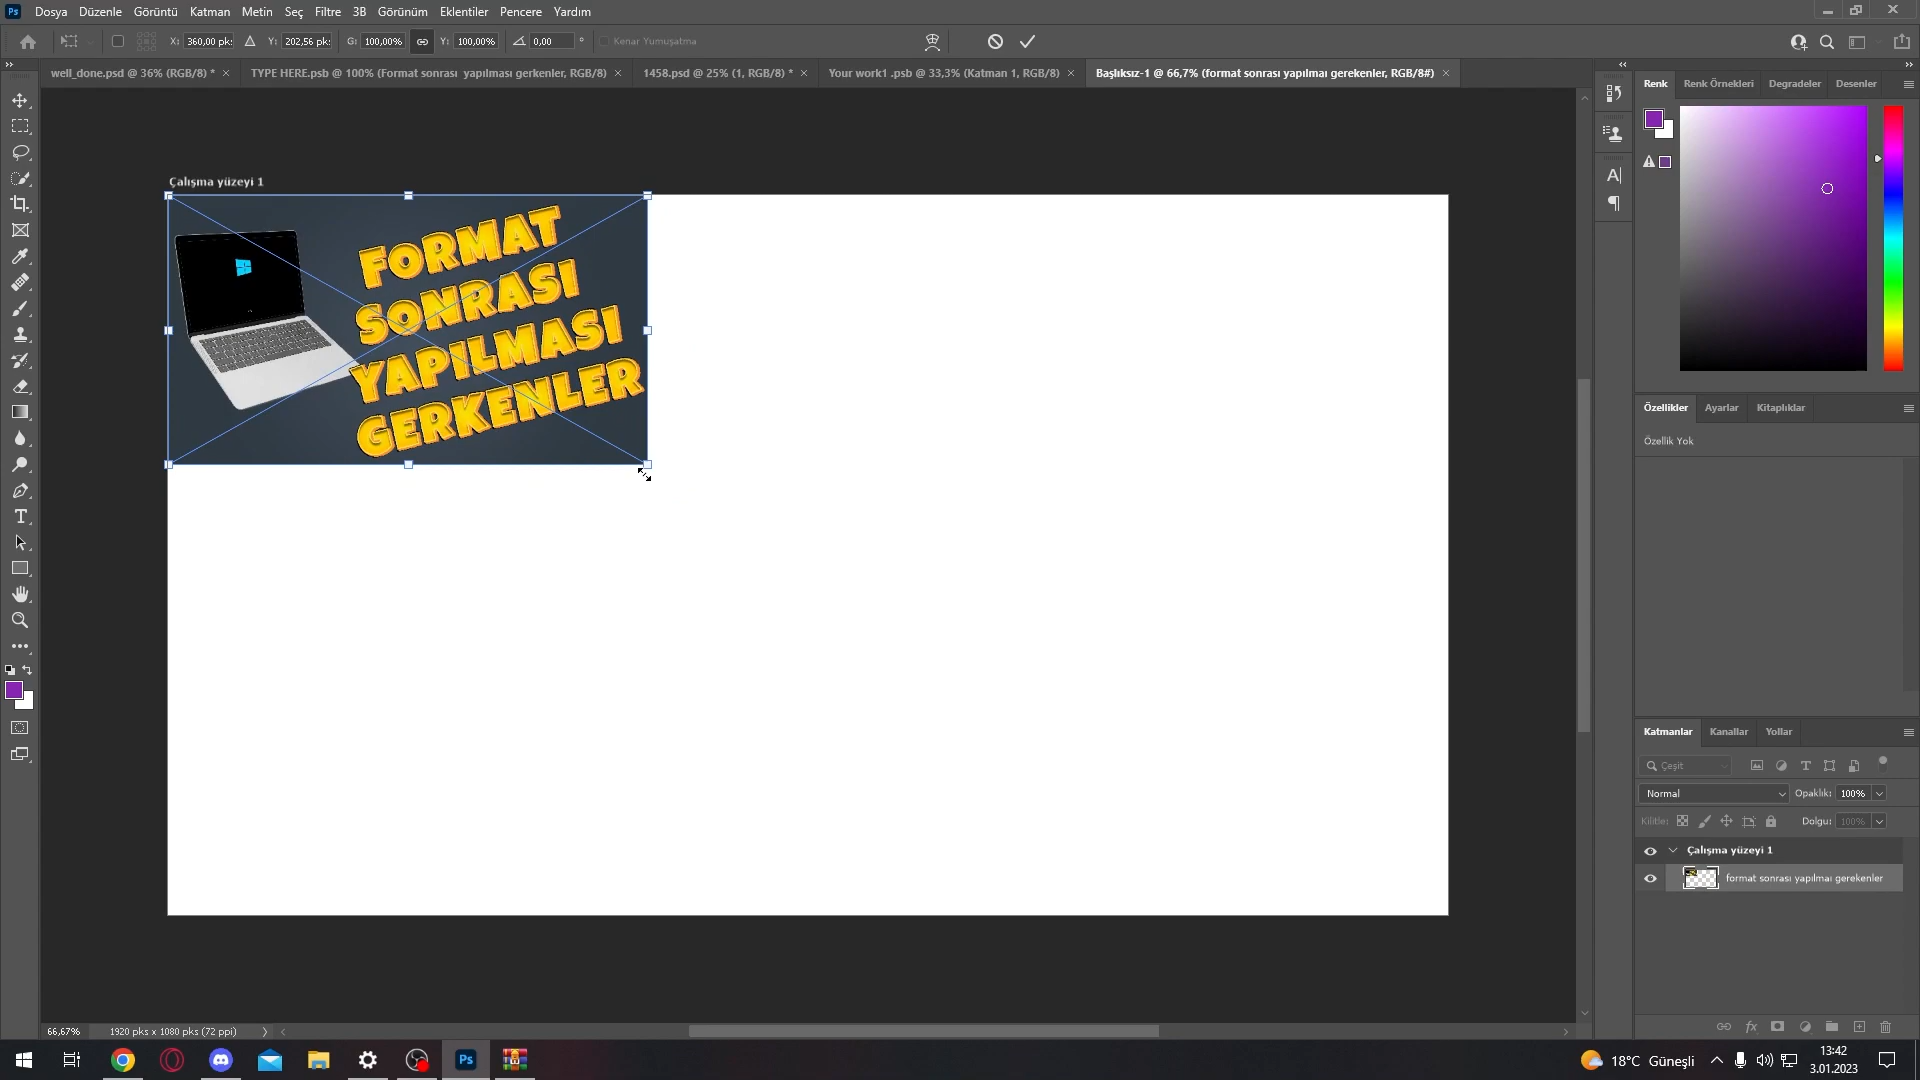 Ps Dosya Düzenle Görüntü Katman Metin Seç Filtre 3B Görünüm Eklentiler Pencere Yardım
X: 360,00 pks Y: 202,56 pks G: 100,00% Y: 100,00% 0,00 ° Kenar Yumuşatma
well_done.psd @ 36% (RGB/8) * × TYPE HERE.psb @ 100% (Format sonrası yapılması gerkenler, RGB/8) × 1458.psd @ 25% (1, RGB/8) * × Your work1 .psb @ 33,3% (Katman 1, RGB/8) × Başlıksız-1 @ 66,7% (format sonrası yapılmaı gerekenler, RGB/8#) ×
Renk Renk Örnekleri Degradeler Desenler
Çalışma yüzeyi 1
FORMAT
SONRASI
YAPILMASI
GERKENLER
Özellikler Ayarlar Kitaplıklar
Özellik Yok
Katmanlar Kanallar Yollar
Çeşit
Normal Opaklık: 100%
Kilitle: Dolgu: 100%
Çalışma yüzeyi 1
format sonrası yapılmaı gerekenler
66,67% 1920 pks x 1080 pks (72 ppi)
Ps 18°C Güneşli 13:42
3.01.2023